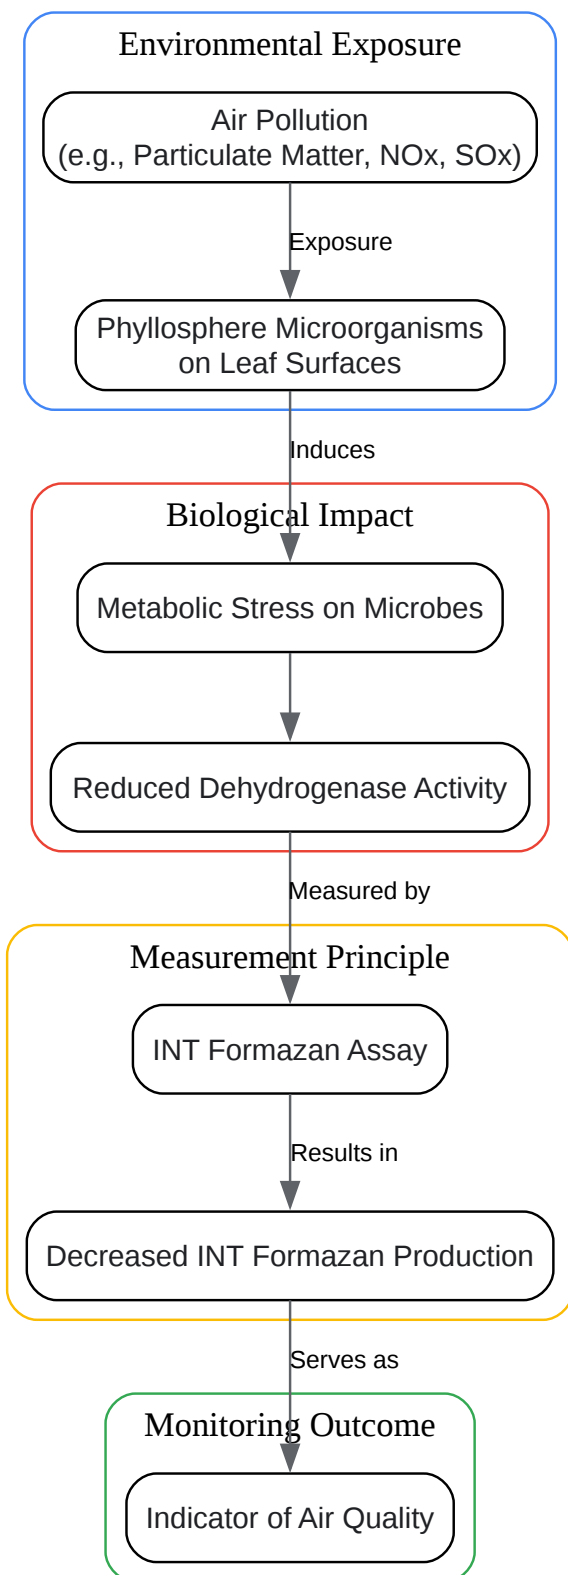 Environmental Exposure
Air Pollution
(e.g., Particulate Matter, NOx, SOx)
Exposure
Phyllosphere Microorganisms
on Leaf Surfaces
Induces
Biological Impact
Metabolic Stress on Microbes
Reduced Dehydrogenase Activity
Measured by
Measurement Principle
INT Formazan Assay
Results in
Decreased INT Formazan Production
Serves as
Monitoring Outcome
Indicator of Air Quality